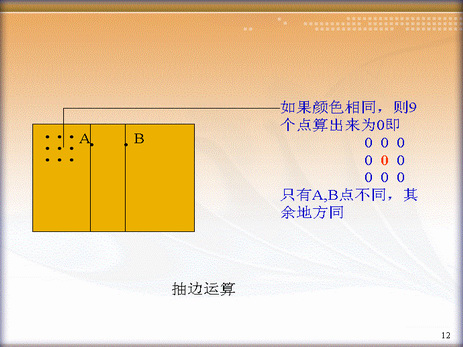 如果颜色相同，则9
个点算出来为0即
0 0 0
0 0 0
0 0 0
只有A,B点不同，其
余地方同
A B
抽边运算
12